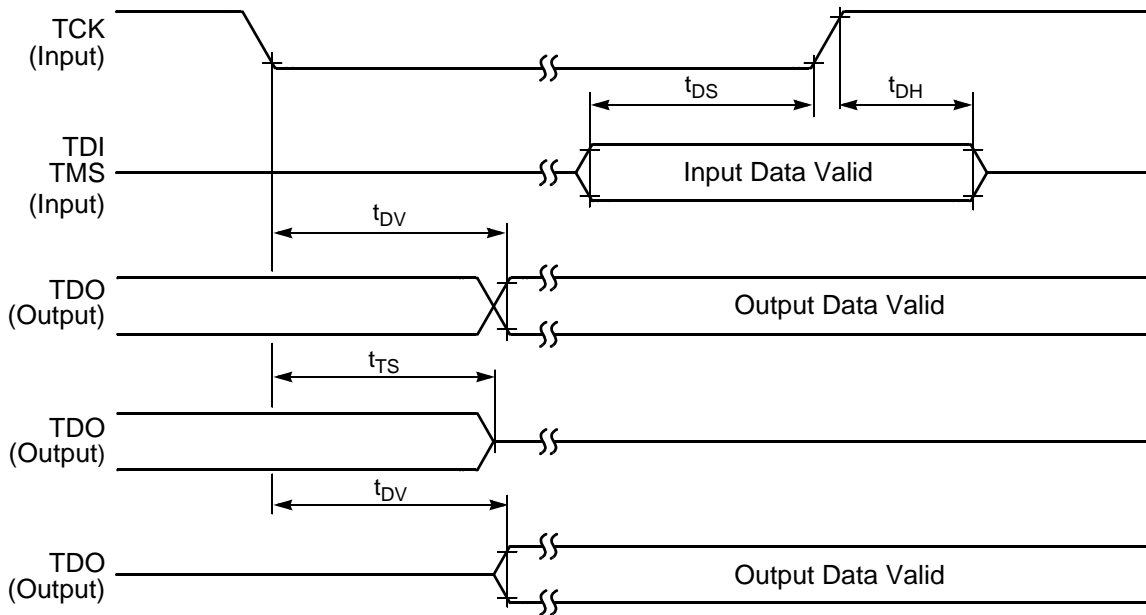 TCK
(Input)
tDS
tDH
TDI
TMS
(Input)
Input Data Valid
tDV
TDO
(Output)
Output Data Valid
tTS
TDO
(Output)
tDV
TDO
(Output)
Output Data Valid